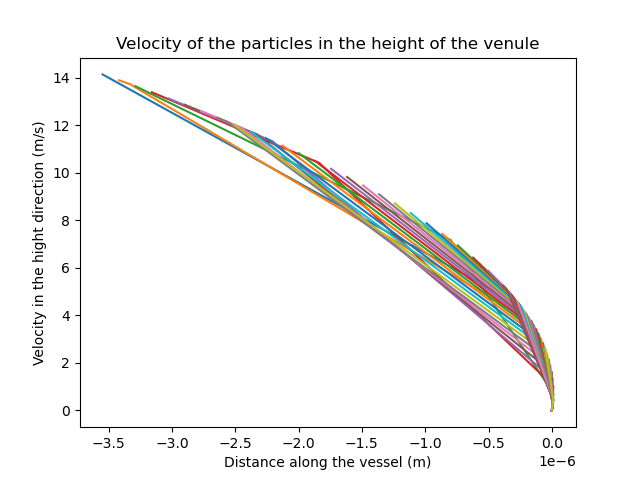 Velocity of the particles in the height of the venule
14
12
10
8
6
4
2
0
Velocity in the hight direction (m/s)
−3.5 −3.0 −2.5 −2.0 −1.5 −1.0 −0.5 0.0
1e−6
Distance along the vessel (m)